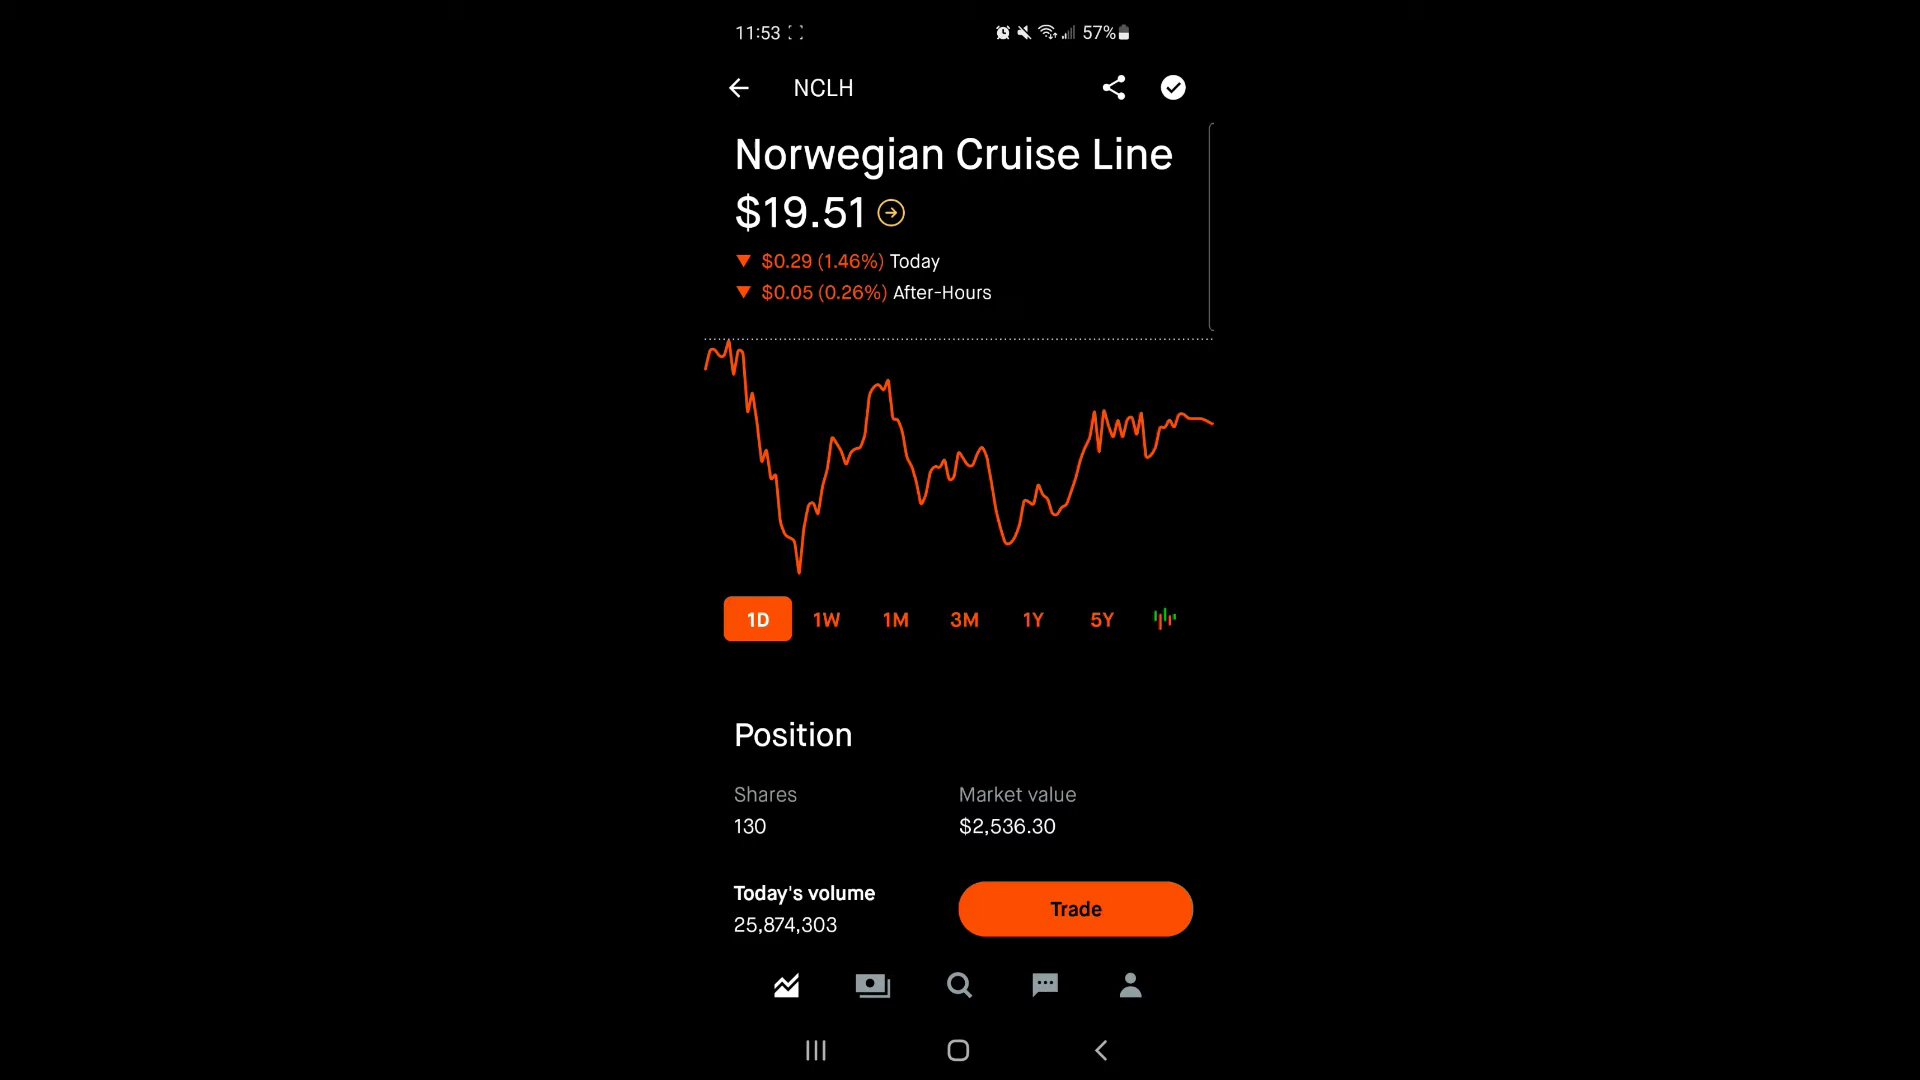 11:53 57%
NCLH
Norwegian Cruise Line
$19.51
$0.29 (1.46%) Today
$0.05 (0.26%) After-Hours
1D 1W 1M 3M 1Y 5Y
Position
Shares Market value
130 $2,536.30
Today's volume
25,874,303
Trade